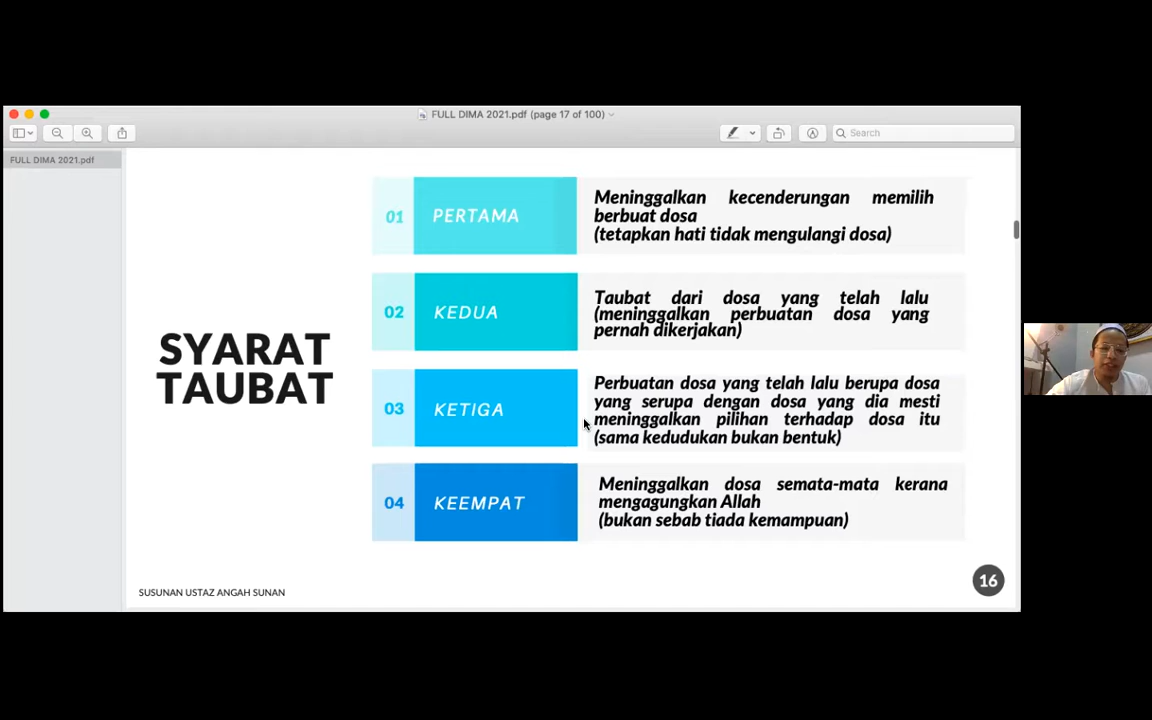 FULL DIMA 2021.pdf (page 17 of 100)
Search
FULL DIMA 2021.pdf
SYARAT
TAUBAT
01
PERTAMA
Meninggalkan kecenderungan memilih
berbuat dosa
(tetapkan hati tidak mengulangi dosa)
02
KEDUA
Taubat dari dosa yang telah lalu
(meninggalkan perbuatan dosa yang
pernah dikerjakan)
03
KETIGA
Perbuatan dosa yang telah lalu berupa dosa
yang serupa dengan dosa yang dia mesti
meninggalkan pilihan terhadap dosa itu
(sama kedudukan bukan bentuk)
04
KEEMPAT
Meninggalkan dosa semata-mata kerana
mengagungkan Allah
(bukan sebab tiada kemampuan)
SUSUNAN USTAZ ANGAH SUNAN
16